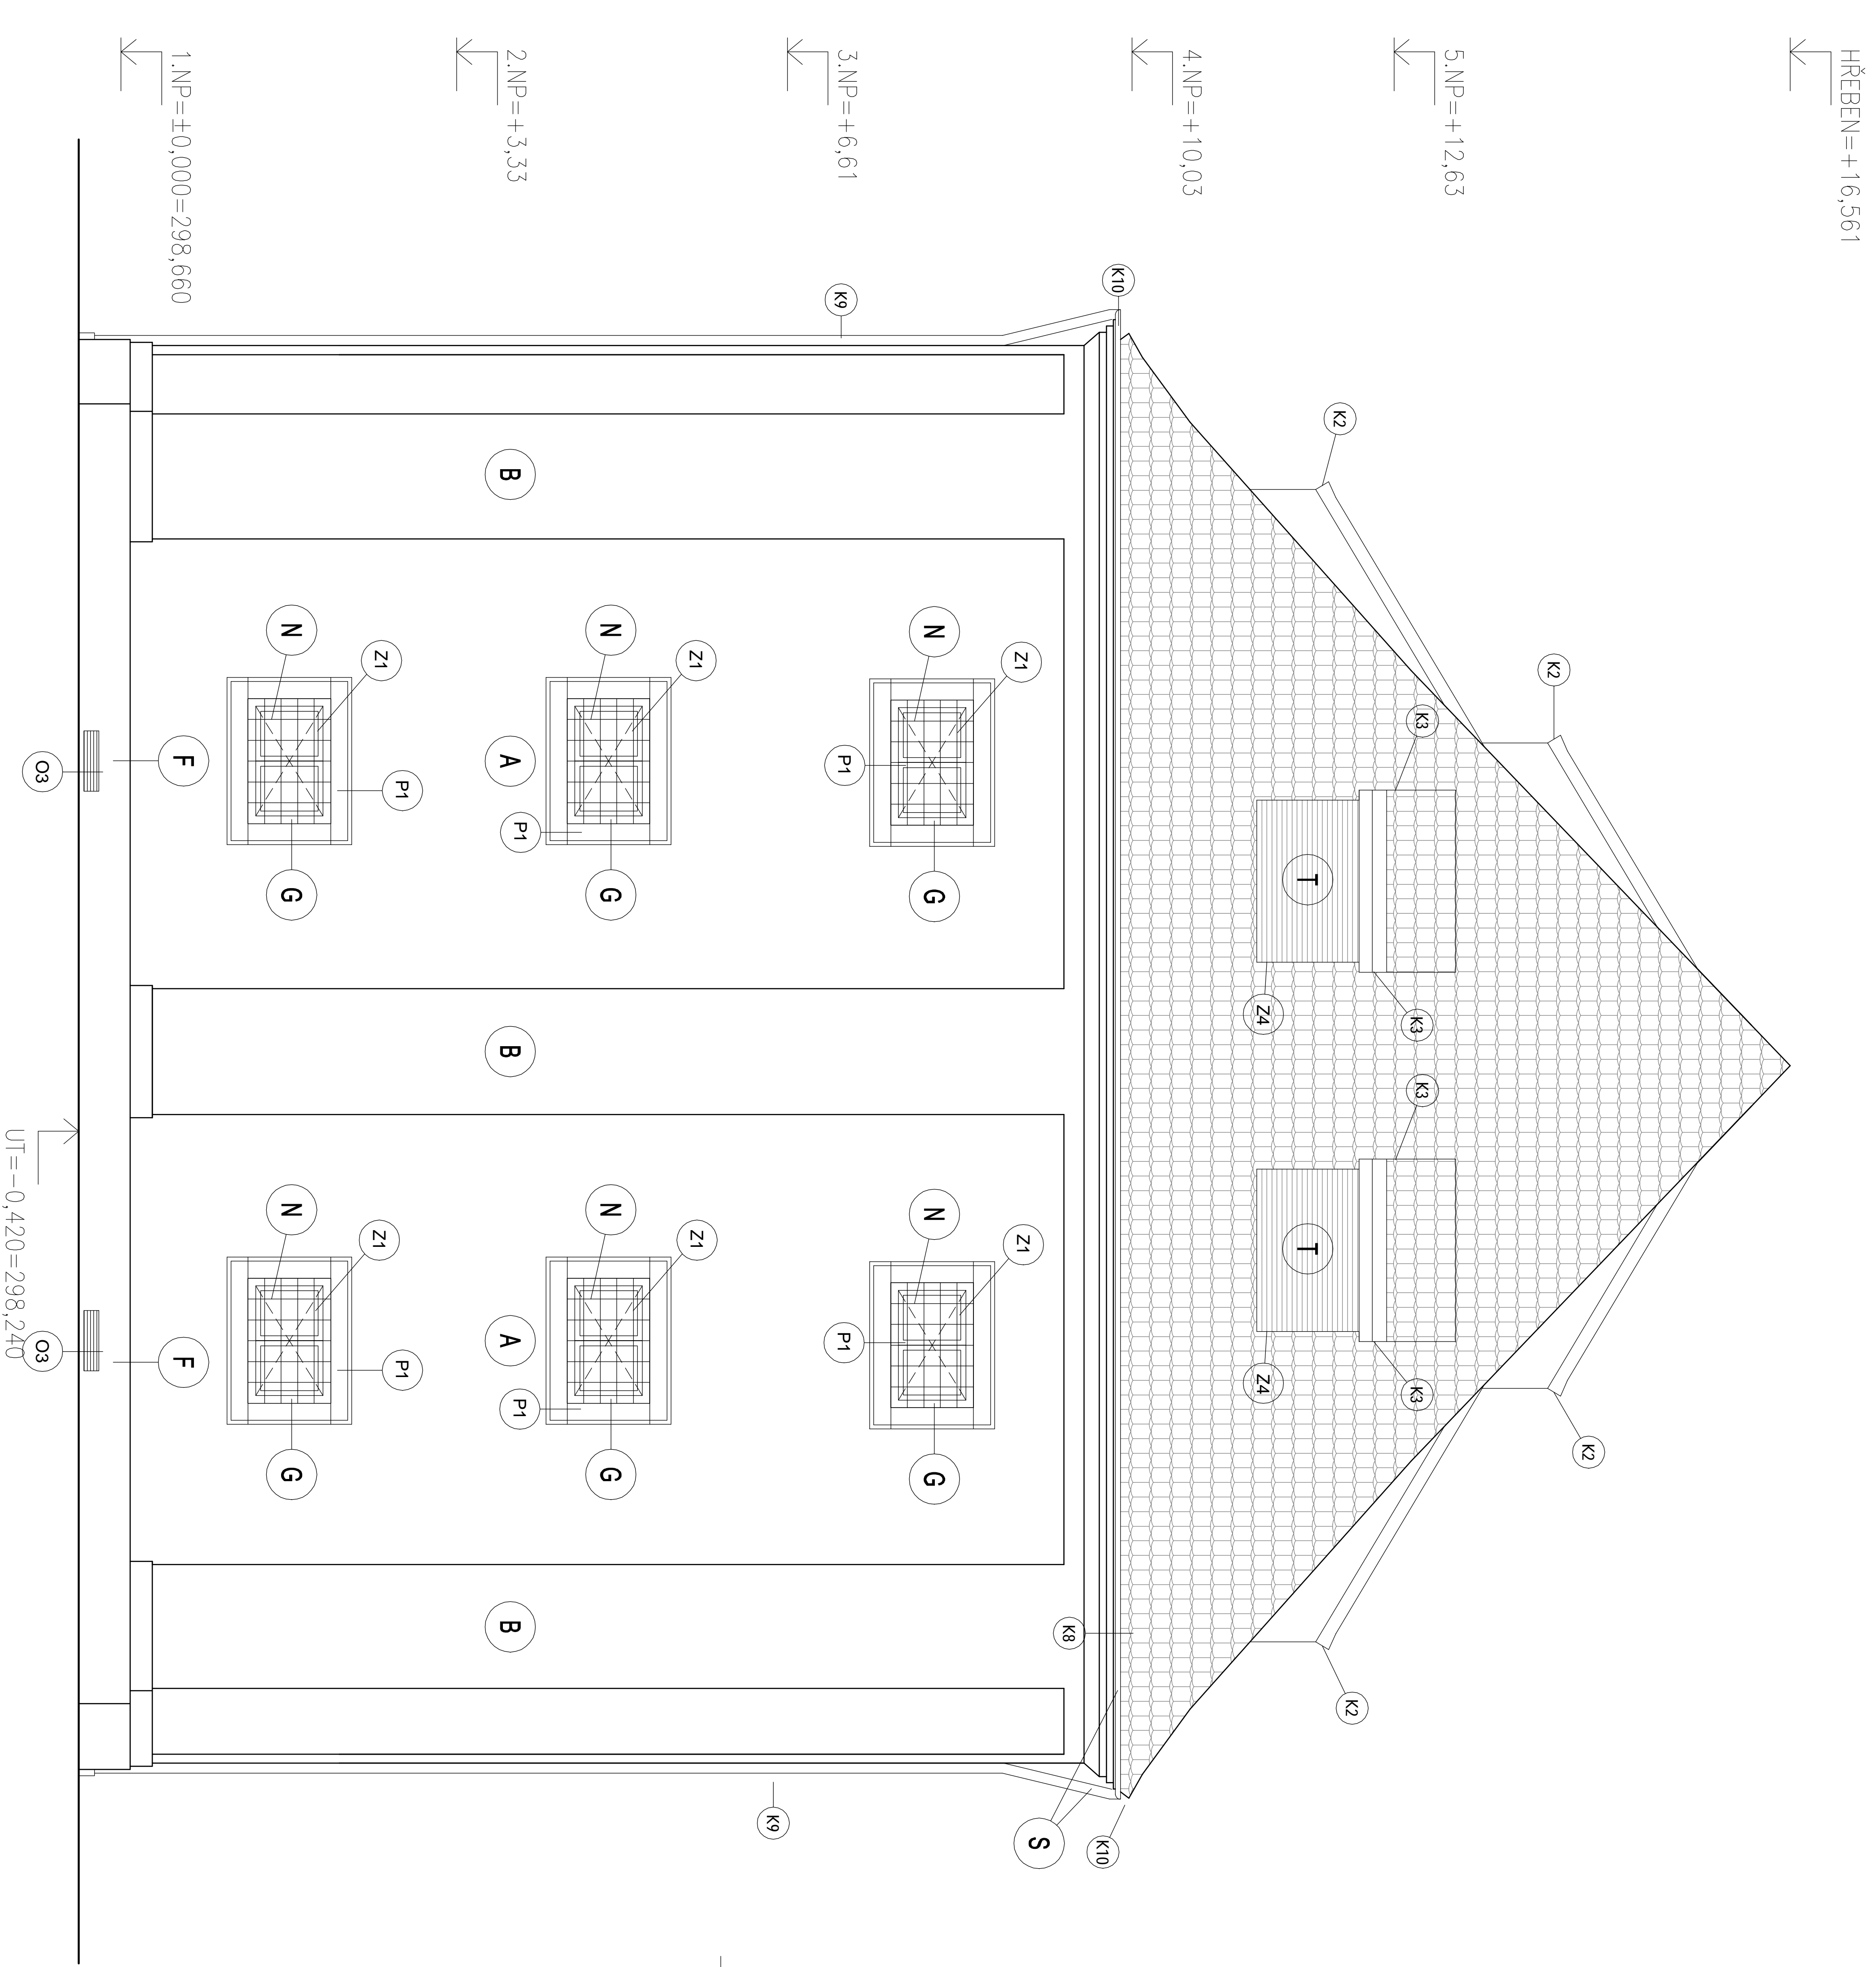 HŘEBEN=+16,561
5.NP=+12,63
4.NP=+10,03
3.NP=+6,61
2.NP=+3,33
1.NP=±0,000=298,660
K2
K2
K2
K2
K3
K3
K3
K3
T
T
Z4
Z4
K10
K8
K10
S
K9
K9
Z1
Z1
N
N
P1
P1
G
G
Z1
Z1
N
N
G
G
B
A
B
A
B
P1
P1
Z1
Z1
P1
P1
N
N
G
G
F
F
O3
O3
UT=-0,420=298,240